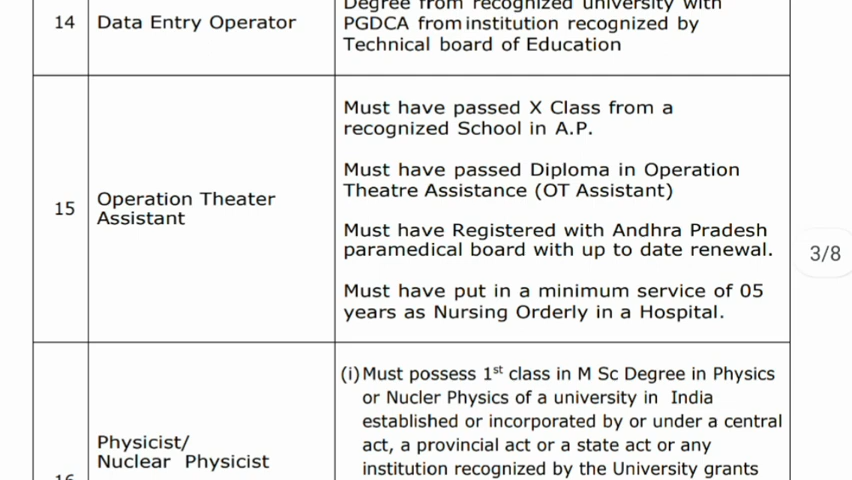 Degree from recognized university with
14 Data Entry Operator PGDCA from institution recognized by
Technical board of Education
Must have passed X Class from a
recognized School in A.P.
Must have passed Diploma in Operation
Theatre Assistance (OT Assistant)
15 Operation Theater
Assistant
Must have Registered with Andhra Pradesh
paramedical board with up to date renewal.
3/8
Must have put in a minimum service of 05
years as Nursing Orderly in a Hospital.
(i) Must possess 1st class in M Sc Degree in Physics
or Nucler Physics of a university in India
established or incorporated by or under a central
act, a provincial act or a state act or any
institution recognized by the University grants
16 Physicist/
Nuclear Physicist